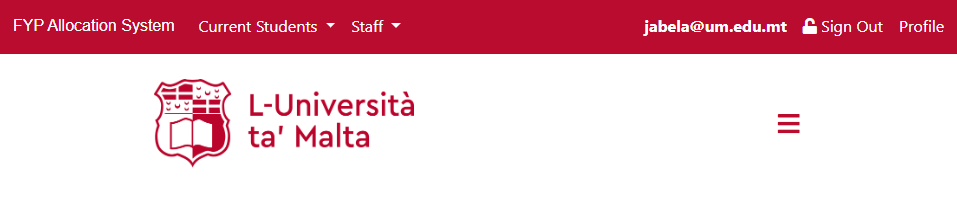 FYP Allocation System Current Students Staff jabela@um.edu.mt Sign Out Profile
L-Università
ta' Malta